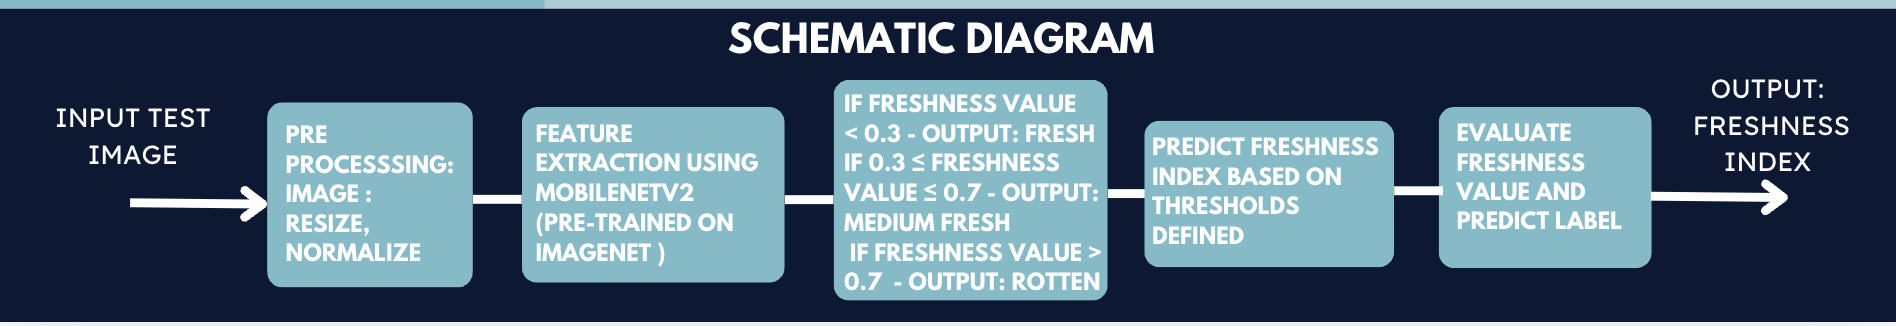 SCHEMATIC DIAGRAM
INPUT TEST
IMAGE
PRE
PROCESSSING:
IMAGE :
RESIZE,
NORMALIZE
FEATURE
EXTRACTION USING
MOBILENETV2
(PRE-TRAINED ON
IMAGENET )
IF FRESHNESS VALUE
< 0.3 - OUTPUT: FRESH
IF 0.3 ≤ FRESHNESS
VALUE ≤ 0.7 - OUTPUT:
MEDIUM FRESH
IF FRESHNESS VALUE >
0.7 - OUTPUT: ROTTEN
PREDICT FRESHNESS
INDEX BASED ON
THRESHOLDS
DEFINED
EVALUATE
FRESHNESS
VALUE AND
PREDICT LABEL
OUTPUT:
FRESHNESS
INDEX